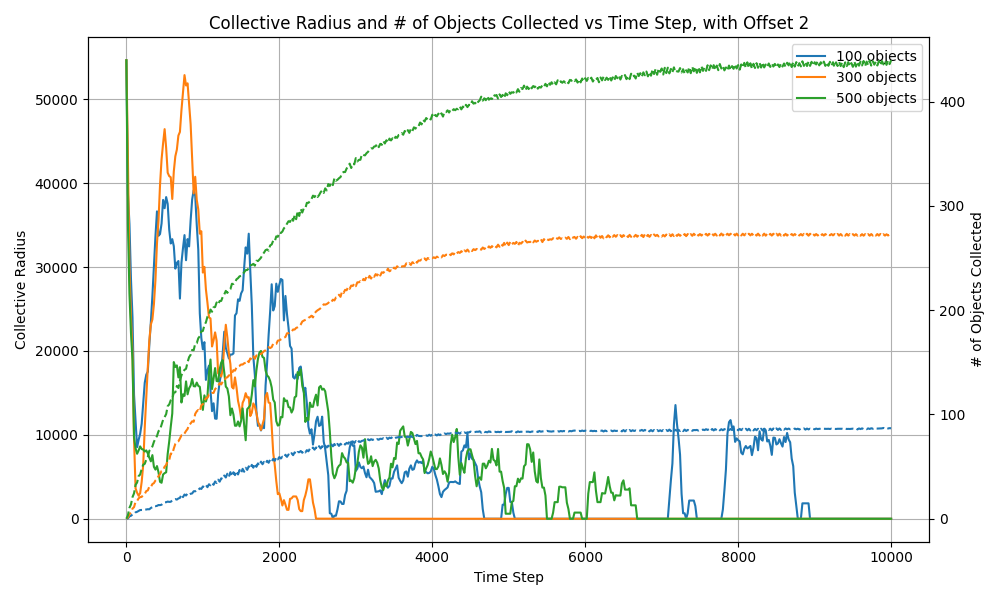 Collective Radius and # of Objects Collected vs Time Step, with Offset 2
100 objects
300 objects
500 objects
Collective Radius
50000
40000
30000
20000
10000
0
# of Objects Collected
400
300
200
100
0
0 2000 4000 6000 8000 10000
Time Step